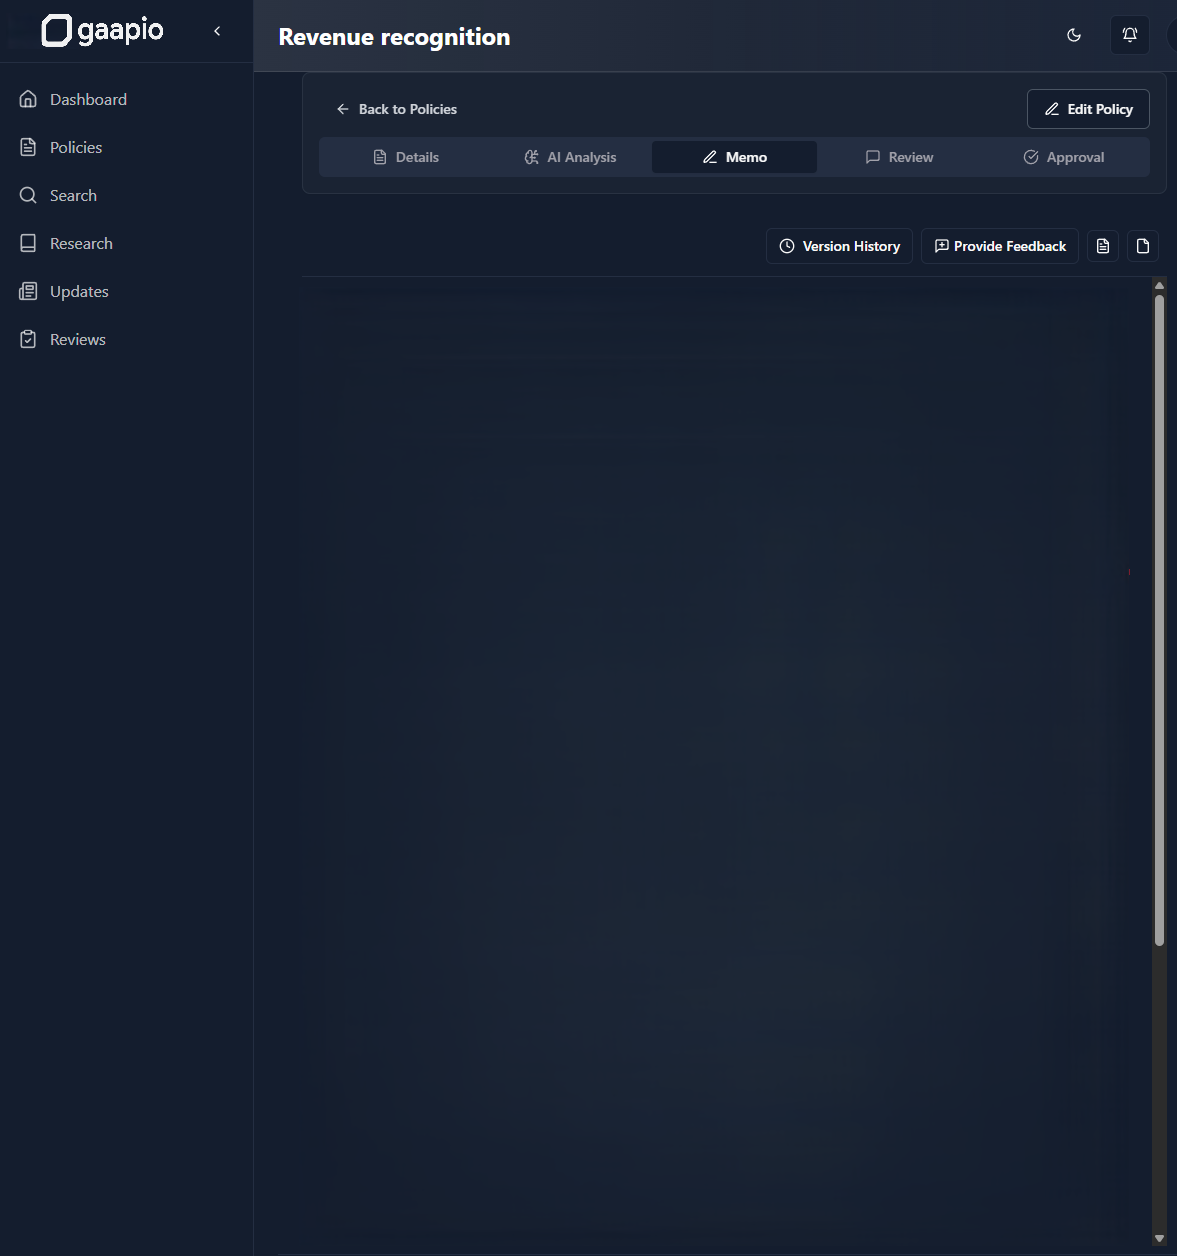 gaapio
Revenue recognition
Dashboard
Policies
Search
Research
Updates
Reviews
Back to Policies
Edit Policy
Details
AI Analysis
Memo
Review
Approval
Version History
Provide Feedback